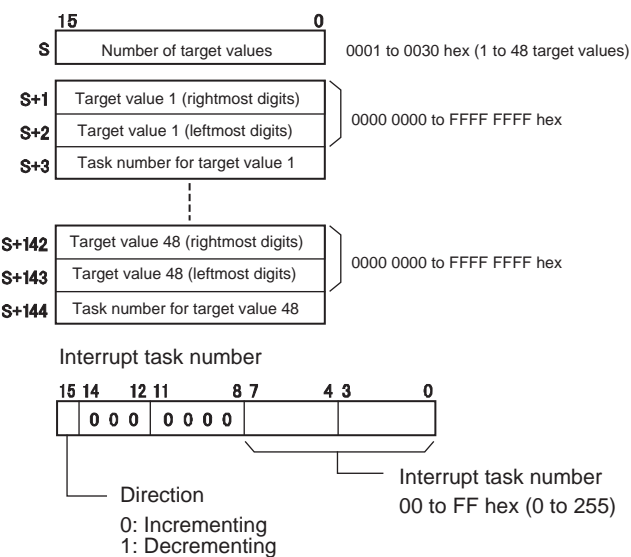 15 0
S Number of target values 0001 to 0030 hex (1 to 48 target values)
S+1 Target value 1 (rightmost digits)
0000 0000 to FFFF FFFF hex
S+2 Target value 1 (leftmost digits)
S+3 Task number for target value 1
S+142 Target value 48 (rightmost digits)
0000 0000 to FFFF FFFF hex
S+143 Target value 48 (leftmost digits)
S+144 Task number for target value 48
Interrupt task number
15 14 12 11 8 7 4 3 0
0 0 0 0 0 0 0
Interrupt task number
00 to FF hex (0 to 255)
Direction
0: Incrementing
1: Decrementing